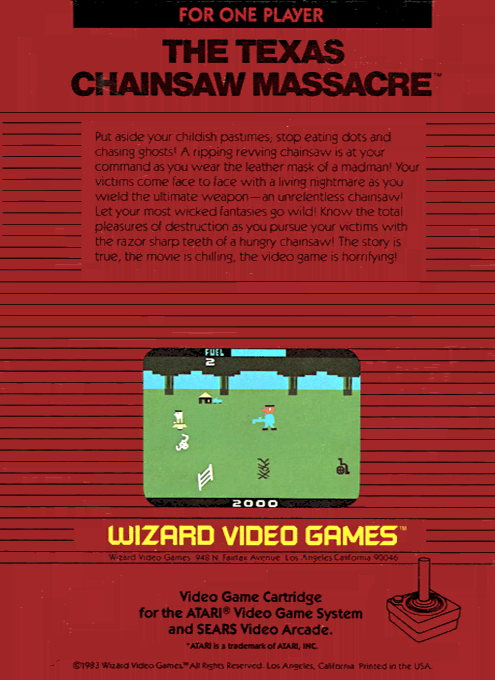 FOR ONE PLAYER
THE TEXAS
CHAINSAW MASSACRE™
Put aside your childish pastimes; stop eating dots and
chasing ghosts! A ripping revving chainsaw is at your
command as you wear the leather mask of a madman! Your
victims come face to face with a living nightmare as you
wield the ultimate weapon—an unrelentless chainsaw!
Let your most wicked fantasies go wild! Know the total
pleasures of destruction as you pursue your victims with
the razor sharp teeth of a hungry chainsaw! The story is
true, the movie is chilling, the video game is horrifying!
FUEL
2
2000
WIZARD VIDEO GAMES™
Wizard Video Games 948 N. Fairfax Avenue Los Angeles California 90046
Video Game Cartridge
for the ATARI® Video Game System
and SEARS Video Arcade.
*ATARI is a trademark of ATARI, INC.
©1983 Wizard Video Games.™ All Rights Reserved. Los Angeles, California Printed in the USA.